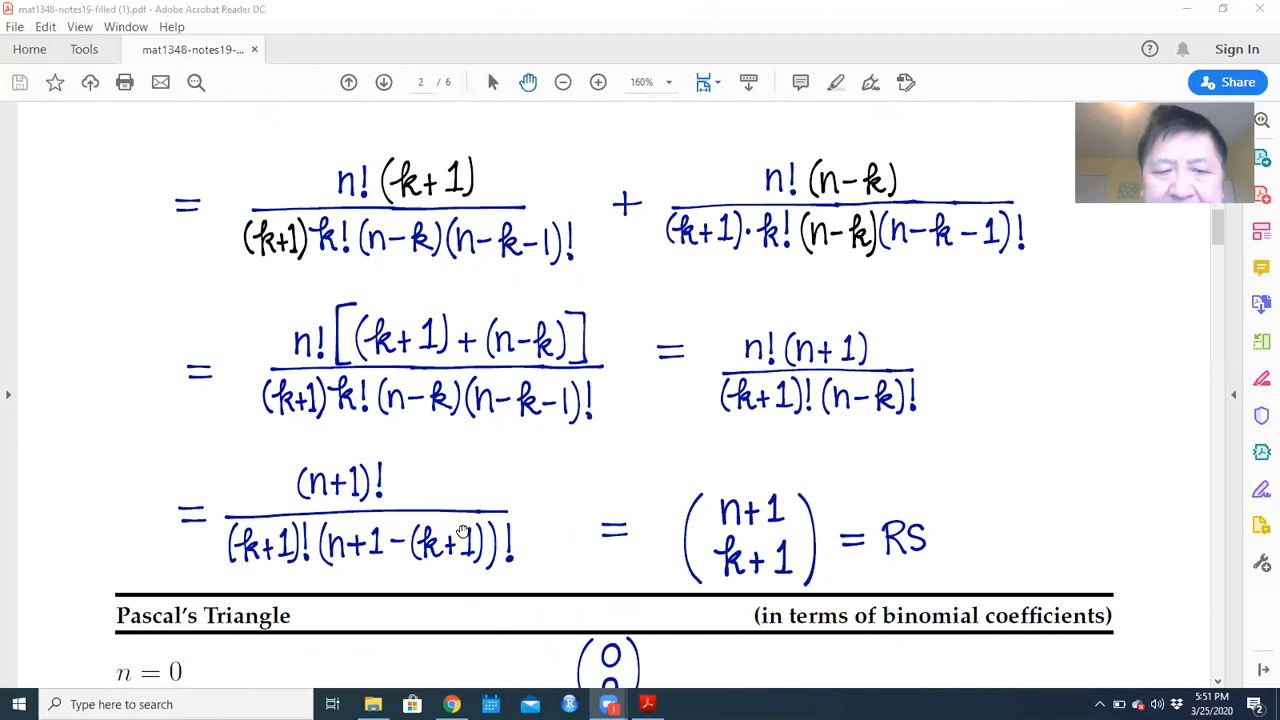 mat1348-notes19-filled (1).pdf - Adobe Acrobat Reader DC
File Edit View Window Help
Home Tools mat1348-notes19-... × Sign In
2 / 6 160% Share
= n! (k+1) / (k+1) k! (n-k)(n-k-1)! + n! (n-k) / (k+1)·k! (n-k)(n-k-1)!
= n! [(k+1) + (n-k)] / (k+1) k! (n-k)(n-k-1)! = n! (n+1) / (k+1)! (n-k)!
= (n+1)! / (k+1)! (n+1-(k+1))! = (n+1 k+1) = RS
Pascal's Triangle (in terms of binomial coefficients)
n = 0 (0
Type here to search
5:51 PM
3/25/2020